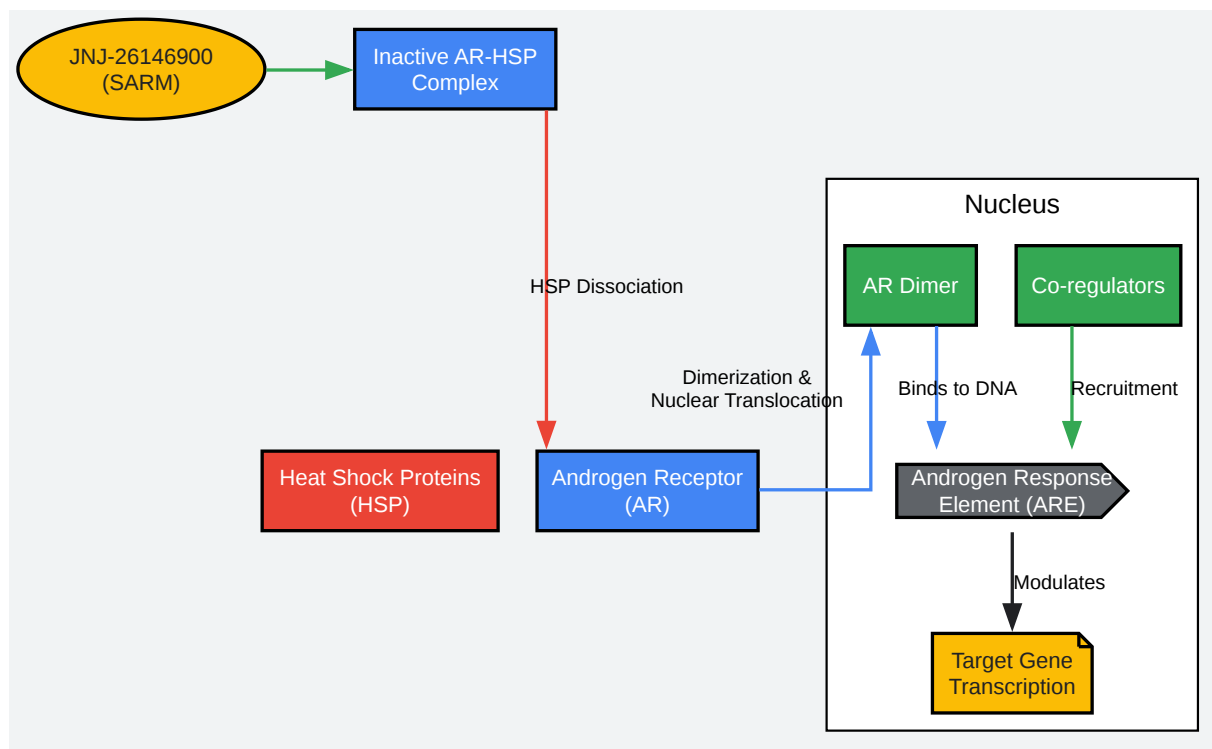 JNJ-26146900
(SARM)
Inactive AR-HSP
Complex
Nucleus
AR Dimer
Co-regulators
HSP Dissociation
Dimerization &
Nuclear Translocation
Binds to DNA
Recruitment
Heat Shock Proteins
(HSP)
Androgen Receptor
(AR)
Androgen Response
Element (ARE)
Modulates
Target Gene
Transcription